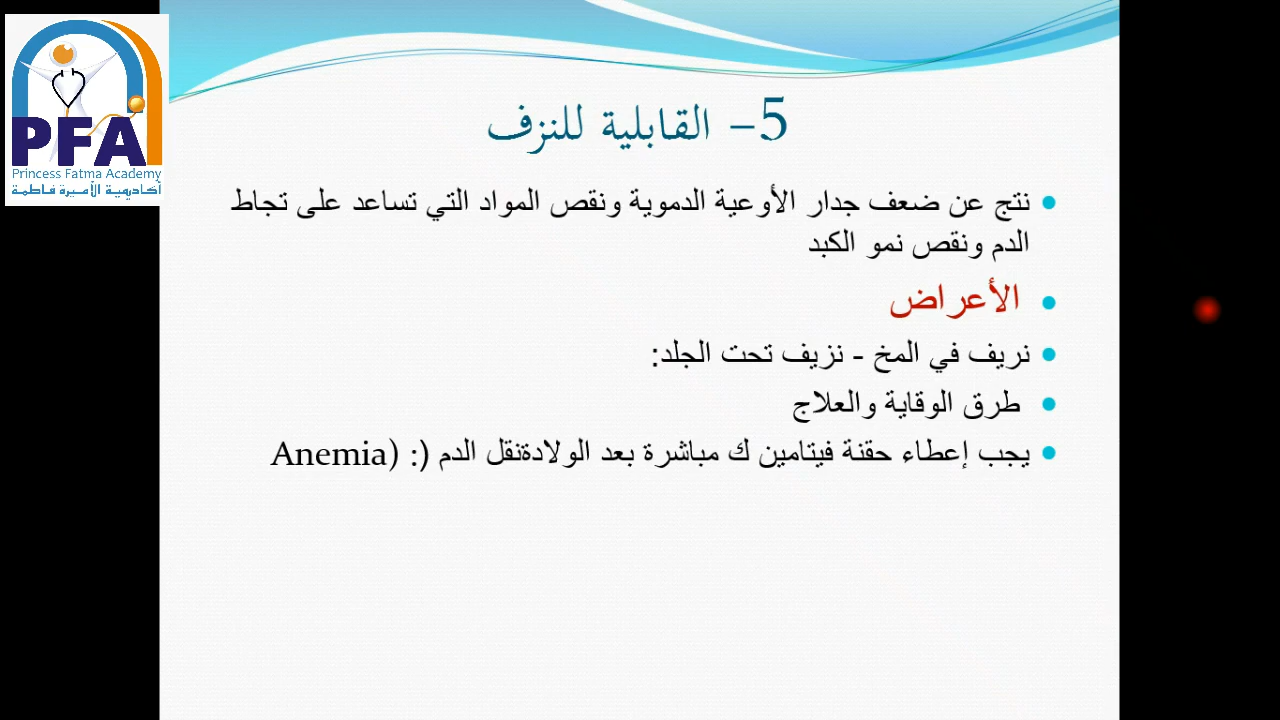 PFA
Princess Fatma Academy
أكاديمية الأميرة فاطمة
5- القابلية للنزف
نتج عن ضعف جدار الأوعية الدموية ونقص المواد التي تساعد على تجاط
الدم ونقص نمو الكبد
الأعراض
نريف في المخ - نزيف تحت الجلد:
طرق الوقاية والعلاج
يجب إعطاء حقنة فيتامين ك مباشرة بعد الولادةنقل الدم (: (Anemia